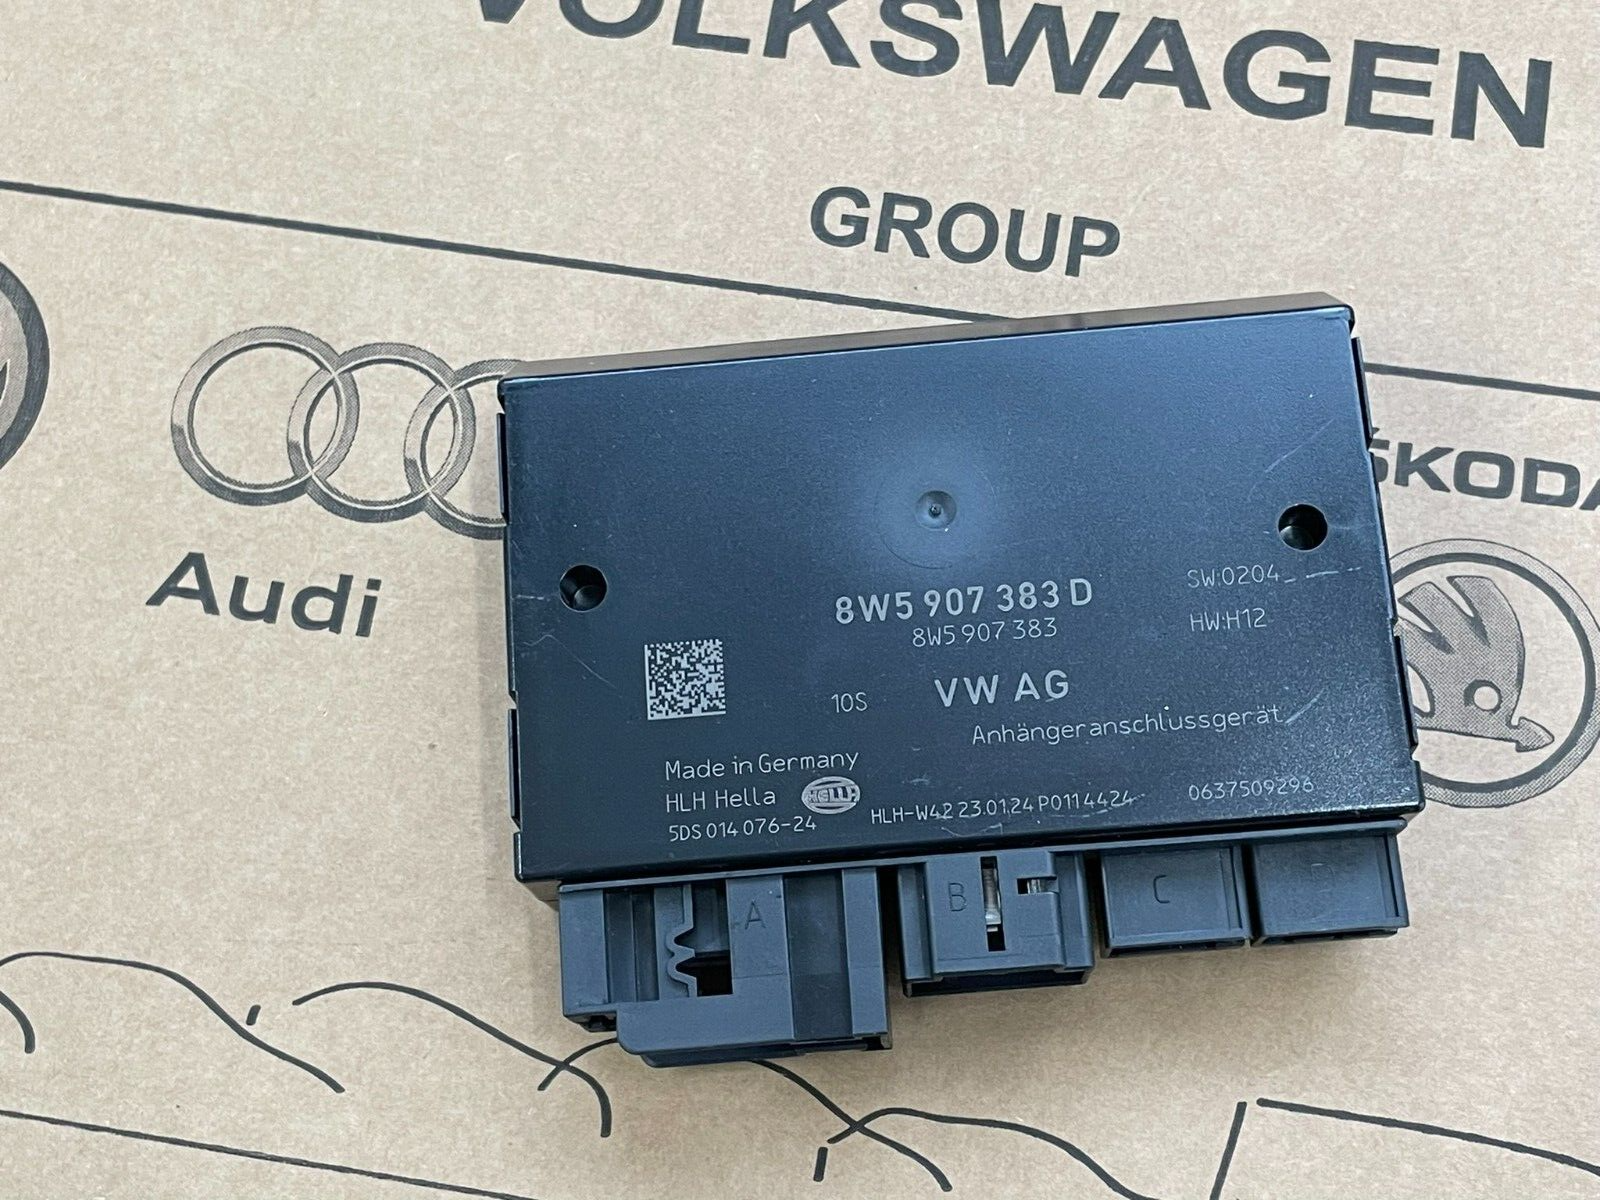 VOLKSWAGEN
GROUP
Audi
ŠKODA
8W5 907 383 D
8W5 907 383
SW:0204
HW:H12
10S
VW AG
Anhängeranschlussgerät
Made in Germany
HLH Hella
HELLA
5DS 014 076-24
HLH-W42 23.01.24 P0114424
0637509296
A
B
C
D